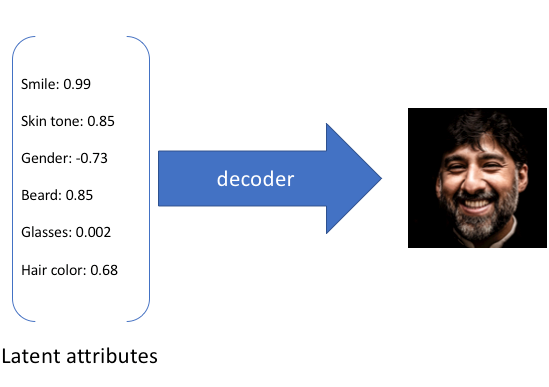 Smile: 0.99
Skin tone: 0.85
Gender: -0.73
Beard: 0.85
Glasses: 0.002
Hair color: 0.68
decoder
Latent attributes